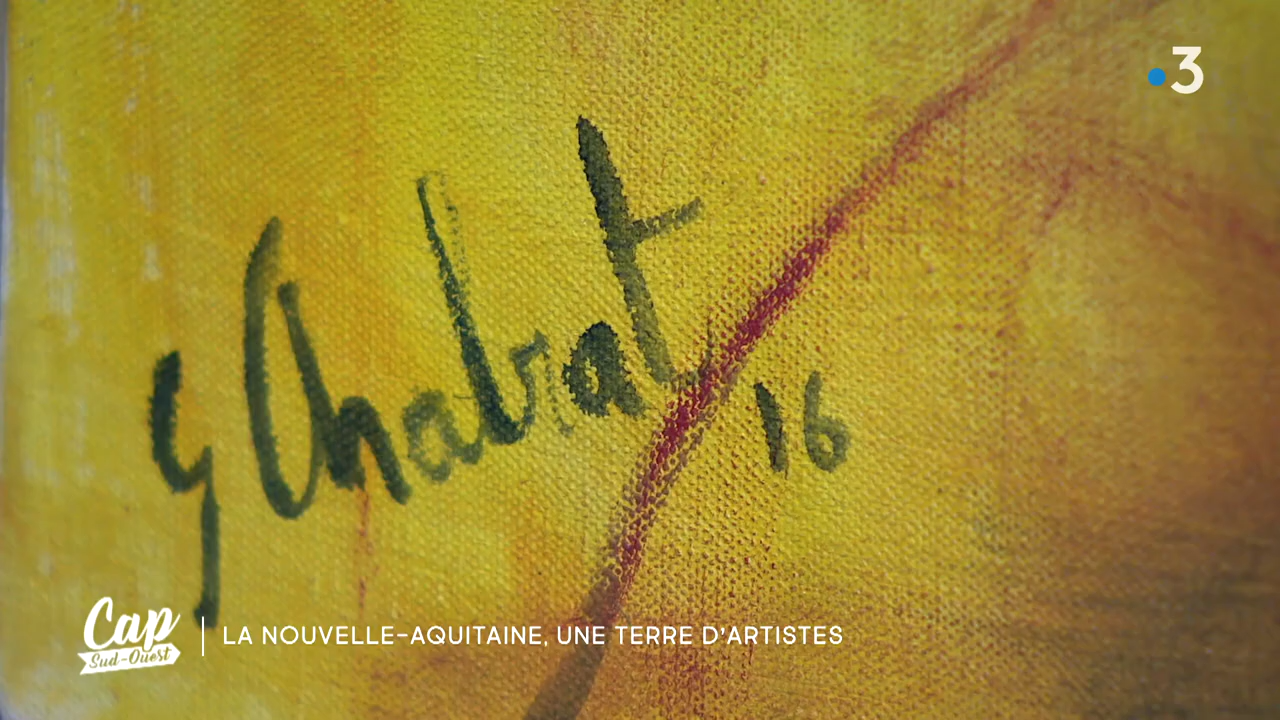 3
G Chabrat
16
Cap
Sud-Ouest
LA NOUVELLE-AQUITAINE, UNE TERRE D'ARTISTES